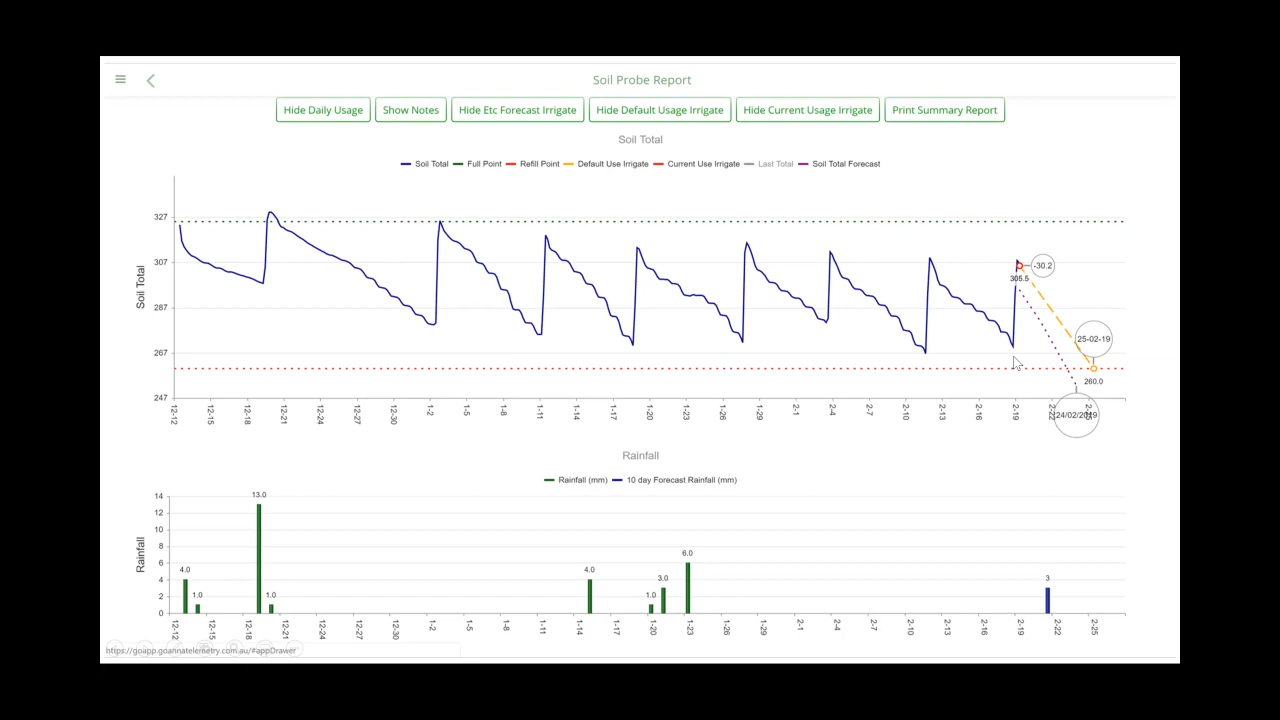 Soil Probe Report
Hide Daily Usage Show Notes Hide Etc Forecast Irrigate Hide Default Usage Irrigate Hide Current Usage Irrigate Print Summary Report
Soil Total
Soil Total Full Point Refill Point Default Use Irrigate Current Use Irrigate Last Total Soil Total Forecast
Soil Total
327
307
287
267
247
-30.2
305.5
25-02-19
260.0
24/02/2019
12-12 12-15 12-18 12-21 12-24 12-27 12-30 1-2 1-5 1-8 1-11 1-14 1-17 1-20 1-23 1-26 1-29 2-1 2-4 2-7 2-10 2-13 2-16 2-19
Rainfall
Rainfall (mm) 10 day Forecast Rainfall (mm)
Rainfall
14
12
10
8
6
4
2
0
4.0 1.0 13.0 1.0 4.0 1.0 3.0 6.0 3
12-12 12-15 12-18 12-21 12-24 12-27 12-30 1-2 1-5 1-8 1-11 1-14 1-17 1-20 1-23 1-26 1-29 2-1 2-4 2-7 2-10 2-13 2-16 2-19 2-22 2-25
https://goapp.goannatelemetry.com.au/#appDrawer